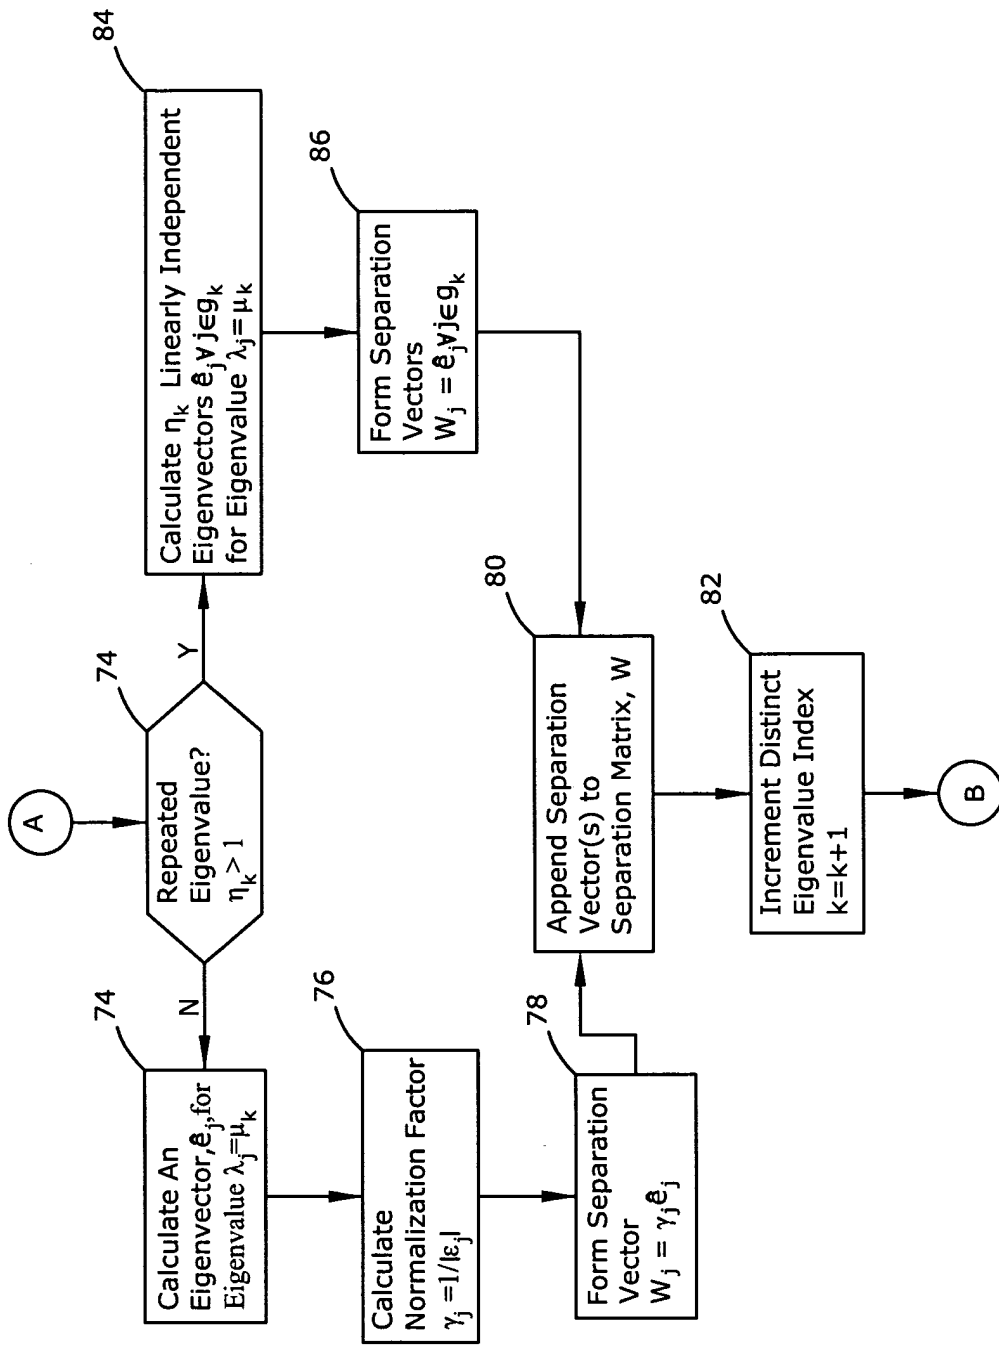 A
74
Repeated
Eigenvalue?
η_k > 1
N
Y
74
Calculate An
Eigenvector, ê_j, for
Eigenvalue λ_j=μ_k
76
Calculate
Normalization Factor
γ_j =1/|ε_j|
78
Form Separation
Vector
W_j = γ_j ê_j
84
Calculate η_k Linearly Independent
Eigenvectors ê_j ∀ j∈g_k
for Eigenvalue λ_j=μ_k
86
Form Separation
Vectors
W_j = ê_j ∀ j∈g_k
80
Append Separation
Vector(s) to
Separation Matrix, W
82
Increment Distinct
Eigenvalue Index
k=k+1
B